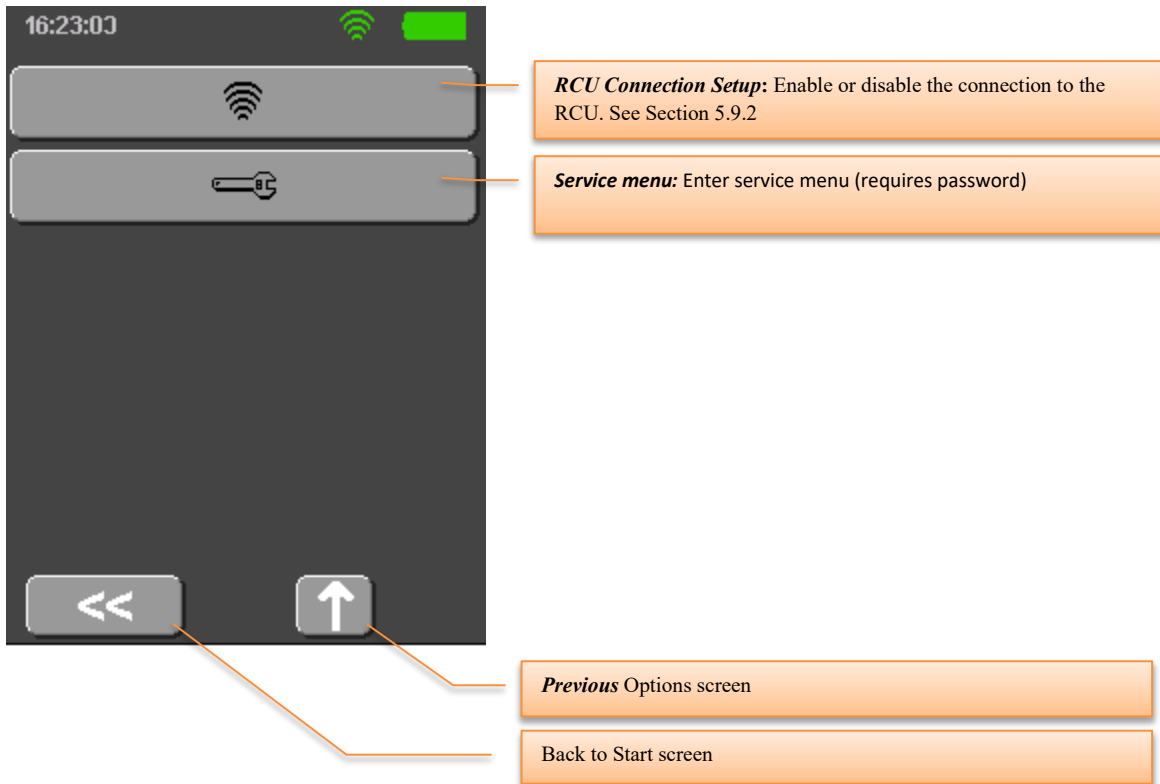 16:23:03
RCU Connection Setup: Enable or disable the connection to the
RCU. See Section 5.9.2
Service menu: Enter service menu (requires password)
<<
Previous Options screen
Back to Start screen